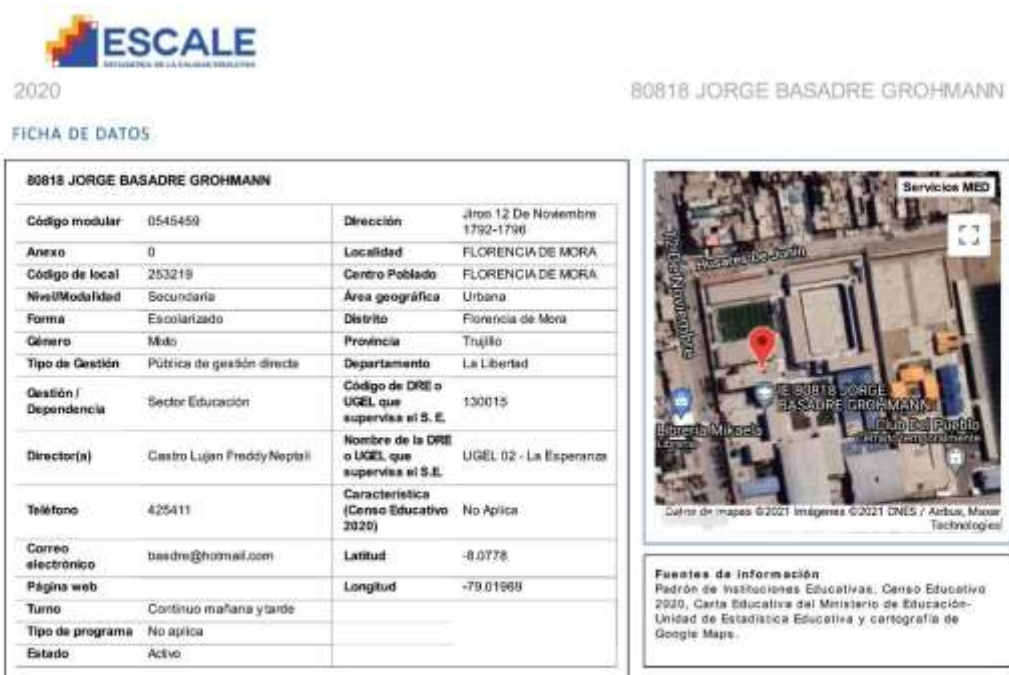 ESCALE
ESTADÍSTICA DE LA CALIDAD EDUCATIVA
2020
80818 JORGE BASADRE GROHMANN
FICHA DE DATOS
80818 JORGE BASADRE GROHMANN
Código modular 0545459 Dirección Jiron 12 De Noviembre
1792-1796
Anexo 0 Localidad FLORENCIA DE MORA
Código de local 253219 Centro Poblado FLORENCIA DE MORA
Nivel/Modalidad Secundaria Área geográfica Urbana
Forma Escolarizado Distrito Florencia de Mora
Género Mixto Provincia Trujillo
Tipo de Gestión Pública de gestión directa Departamento La Libertad
Gestión /
Dependencia Sector Educación Código de DRE o
UGEL que
supervisa el S. E. 130015
Director(a) Castro Lujan Freddy Neptali Nombre de la DRE
o UGEL que
supervisa el S.E. UGEL 02 - La Esperanza
Teléfono 425411 Característica
(Censo Educativo
2020) No Aplica
Correo
electrónico basdre@hotmail.com Latitud -8.0778
Página web Longitud -79.01969
Turno Continuo mañana y tarde
Tipo de programa No aplica
Estado Activo
Servicios MED
12 De Noviembre
Húsares De Junín
IE 80818 JORGE
BASADRE GROHMANN
Librería Mikaela
Library
Club Del Pueblo
Cerrado temporalmente
Datos de mapas ©2021 Imágenes ©2021 CNES / Airbus, Maxar
Technologies
Fuentes de información
Padrón de Instituciones Educativas, Censo Educativo
2020, Carta Educativa del Ministerio de Educación-
Unidad de Estadística Educativa y cartografía de
Google Maps.